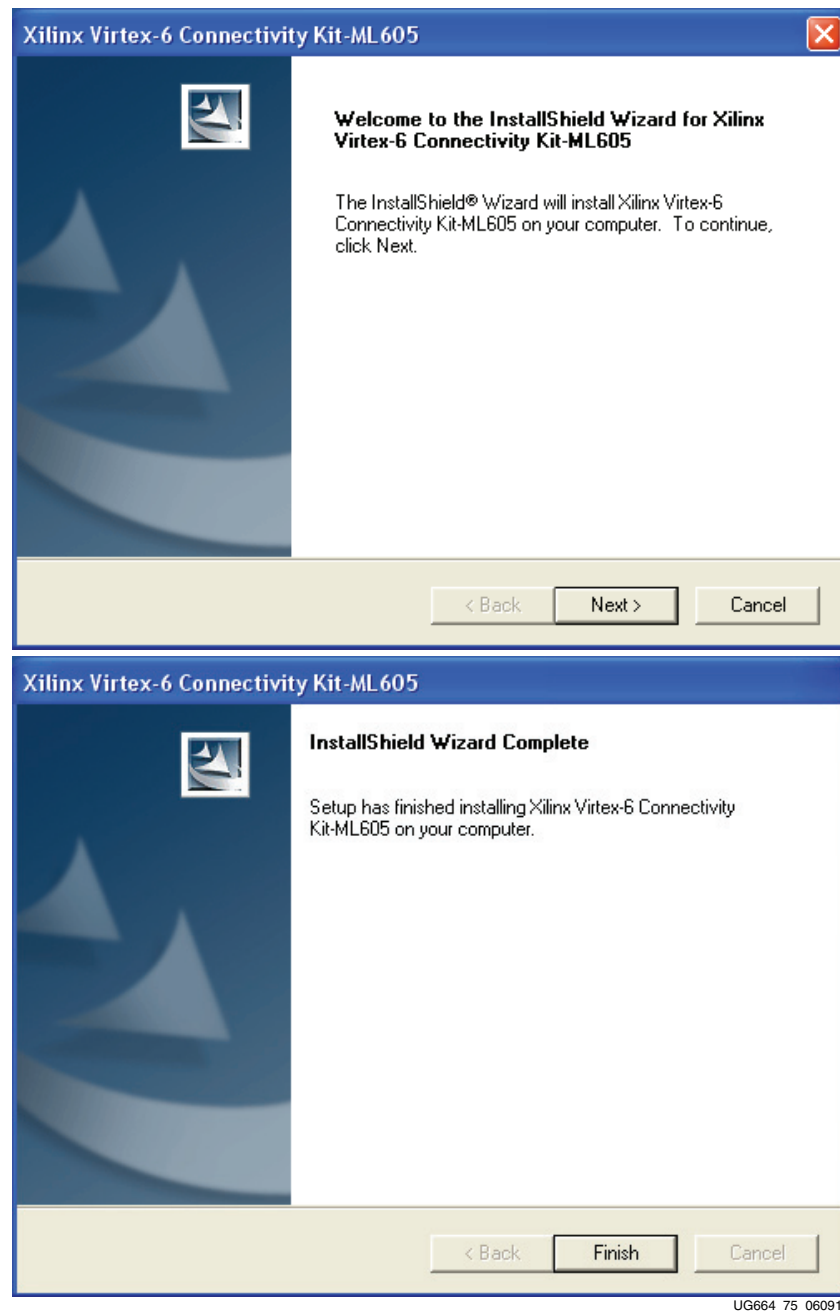 Xilinx Virtex-6 Connectivity Kit-ML605
Welcome to the InstallShield Wizard for Xilinx
Virtex-6 Connectivity Kit-ML605
The InstallShield® Wizard will install Xilinx Virtex-6
Connectivity Kit-ML605 on your computer. To continue,
click Next.
< Back Next > Cancel
Xilinx Virtex-6 Connectivity Kit-ML605
InstallShield Wizard Complete
Setup has finished installing Xilinx Virtex-6 Connectivity
Kit-ML605 on your computer.
< Back Finish Cancel
UG664_75_06091